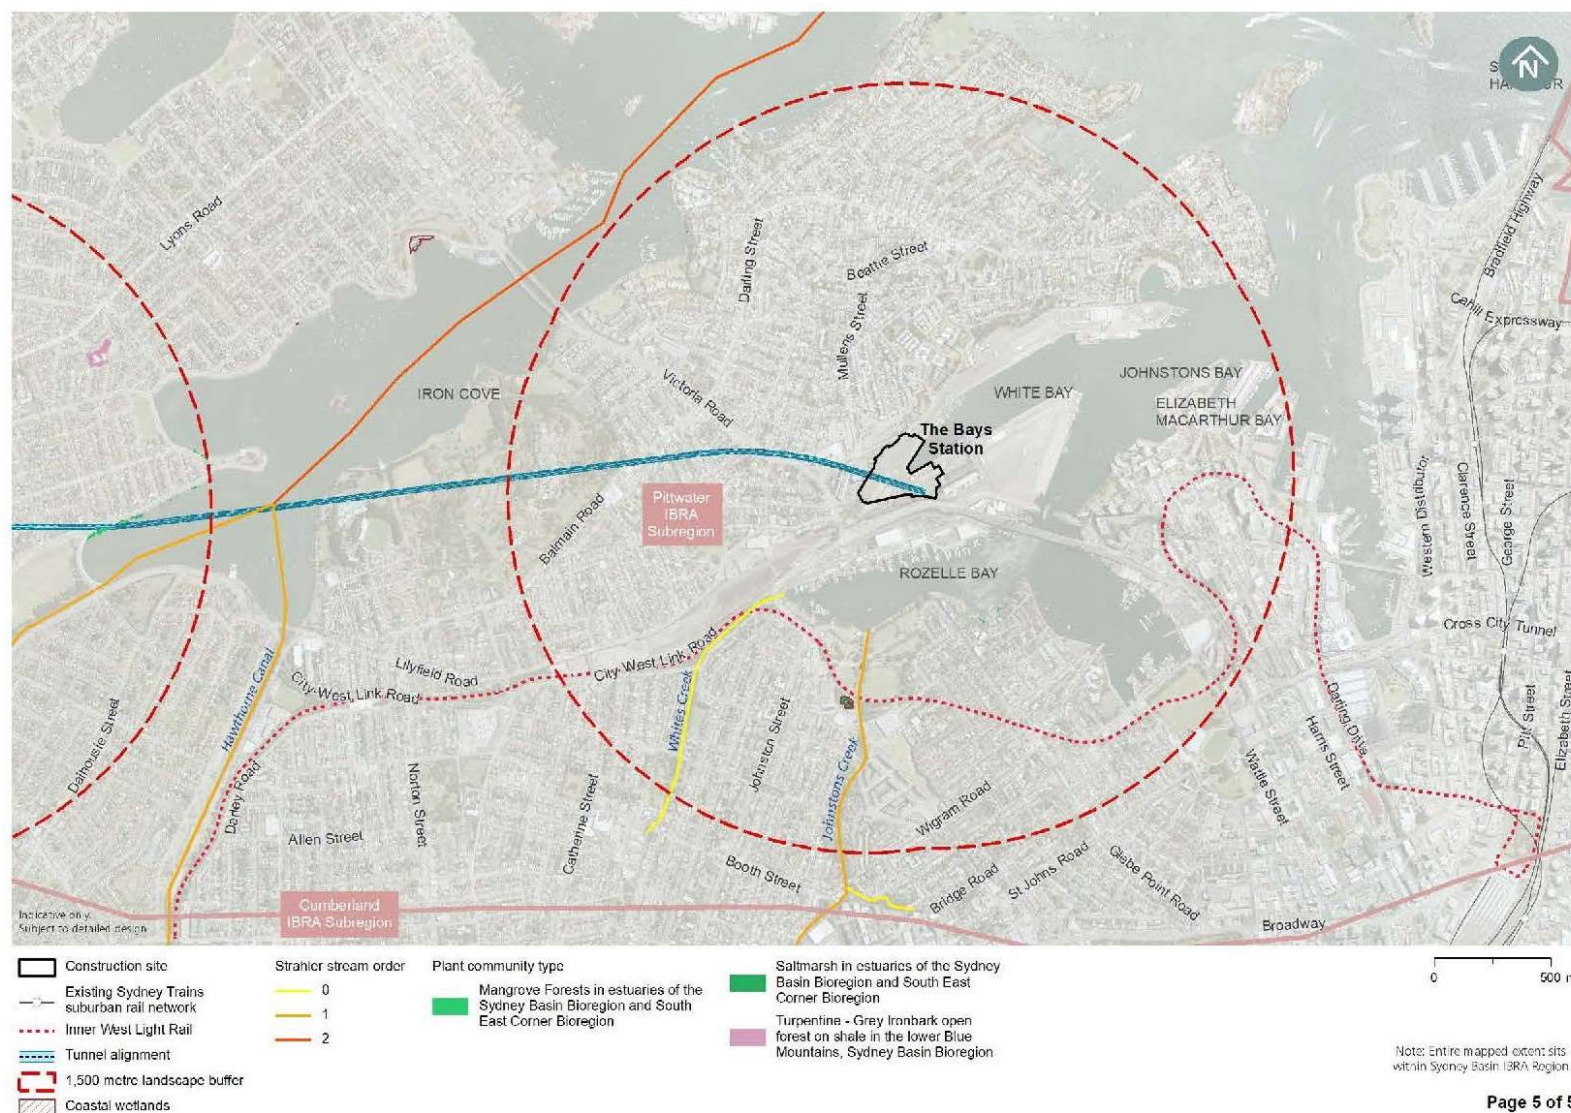 N
Lyons Road
Darling Street
Beattie Street
Mullens Street
Bradfield Highway
Cahill Expressway
IRON COVE
Victoria Road
WHITE BAY
JOHNSTONS BAY
ELIZABETH
MACARTHUR BAY
The Bays
Station
Pittwater
IBRA
Subregion
Balmain Road
ROZELLE BAY
Western Distributor
Clarence Street
George Street
Cross City Tunnel
Lilyfield Road
City-West Link Road
City-West Link Road
Hawthorne Canal
Whites Creek
Johnston Street
Johnstons Creek
Dalhousie Street
Darley Road
Norton Street
Allen Street
Catherine Street
Booth Street
Wigram Road
Bridge Road
St Johns Road
Glebe Point Road
Wattle Street
Harris Street
Darling Drive
Pitt Street
Elizabeth Street
Broadway
Cumberland
IBRA Subregion
Indicative only.
Subject to detailed design
Construction site
Existing Sydney Trains
suburban rail network
Inner West Light Rail
Tunnel alignment
1,500 metre landscape buffer
Coastal wetlands
Strahler stream order
0
1
2
Plant community type
Mangrove Forests in estuaries of the
Sydney Basin Bioregion and South
East Corner Bioregion
Saltmarsh in estuaries of the Sydney
Basin Bioregion and South East
Corner Bioregion
Turpentine - Grey Ironbark open
forest on shale in the lower Blue
Mountains, Sydney Basin Bioregion
0 500 m
Note: Entire mapped extent sits
within Sydney Basin IBRA Region
Page 5 of 5